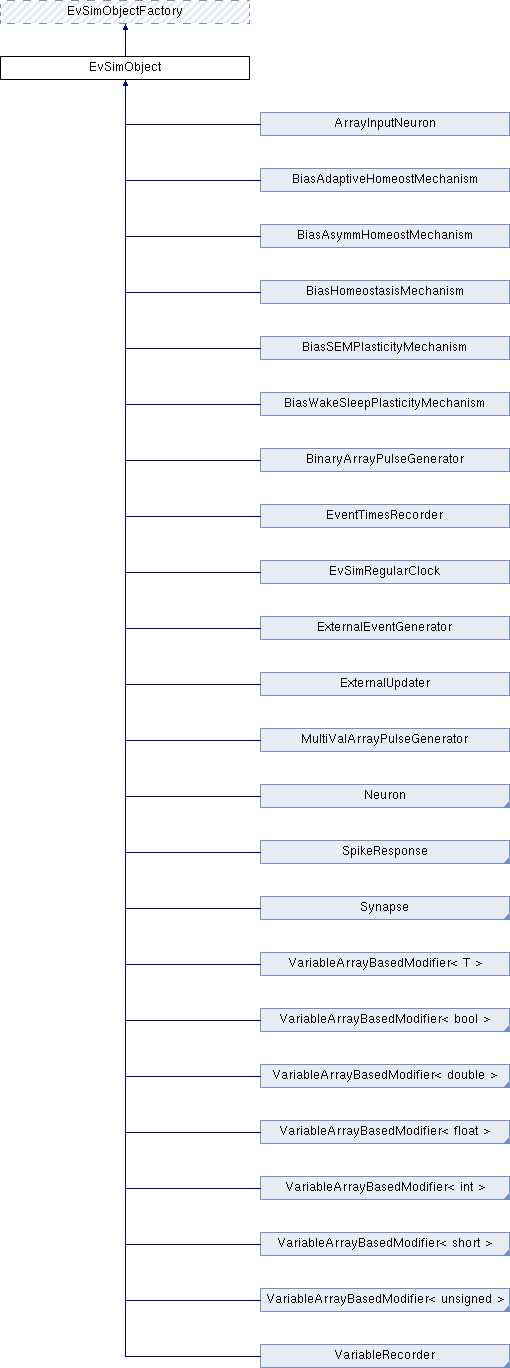 EvSimObjectFactory
EvSimObject
ArrayInputNeuron
BiasAdaptiveHomeostMechanism
BiasAsymmHomeostMechanism
BiasHomeostasisMechanism
BiasSEMPlasticityMechanism
BiasWakeSleepPlasticityMechanism
BinaryArrayPulseGenerator
EventTimesRecorder
EvSimRegularClock
ExternalEventGenerator
ExternalUpdater
MultiValArrayPulseGenerator
Neuron
SpikeResponse
Synapse
VariableArrayBasedModifier< T >
VariableArrayBasedModifier< bool >
VariableArrayBasedModifier< double >
VariableArrayBasedModifier< float >
VariableArrayBasedModifier< int >
VariableArrayBasedModifier< short >
VariableArrayBasedModifier< unsigned >
VariableRecorder